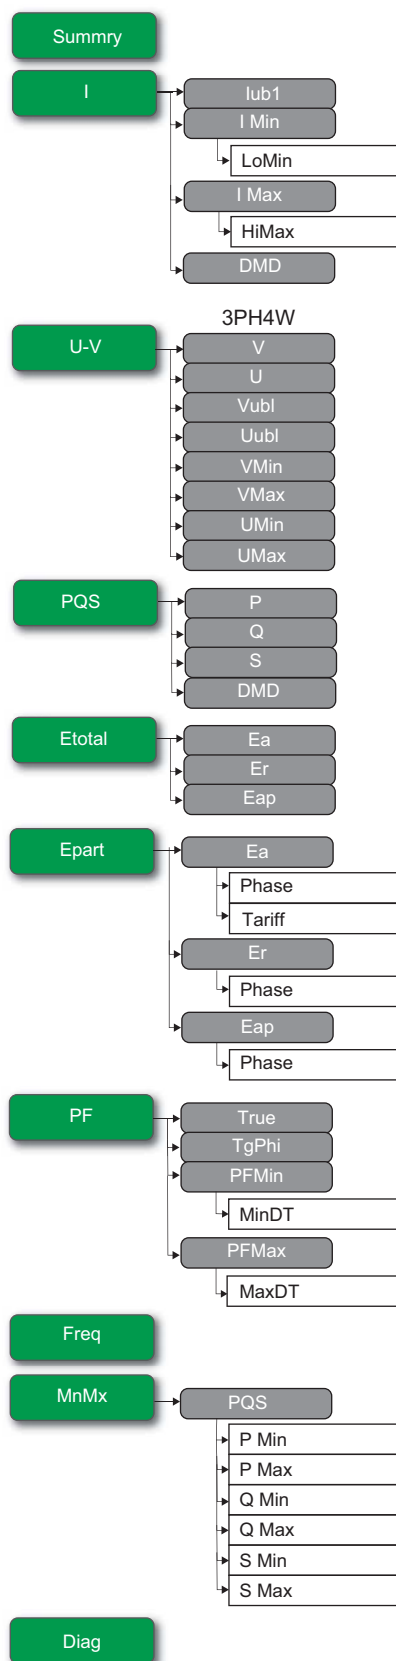 Summry
I
Iub1
I Min
LoMin
I Max
HiMax
DMD
3PH4W
U-V
V
U
Vubl
Uubl
VMin
VMax
UMin
UMax
PQS
P
Q
S
DMD
Etotal
Ea
Er
Eap
Epart
Ea
Phase
Tariff
Er
Phase
Eap
Phase
PF
True
TgPhi
PFMin
MinDT
PFMax
MaxDT
Freq
MnMx
PQS
P Min
P Max
Q Min
Q Max
S Min
S Max
Diag